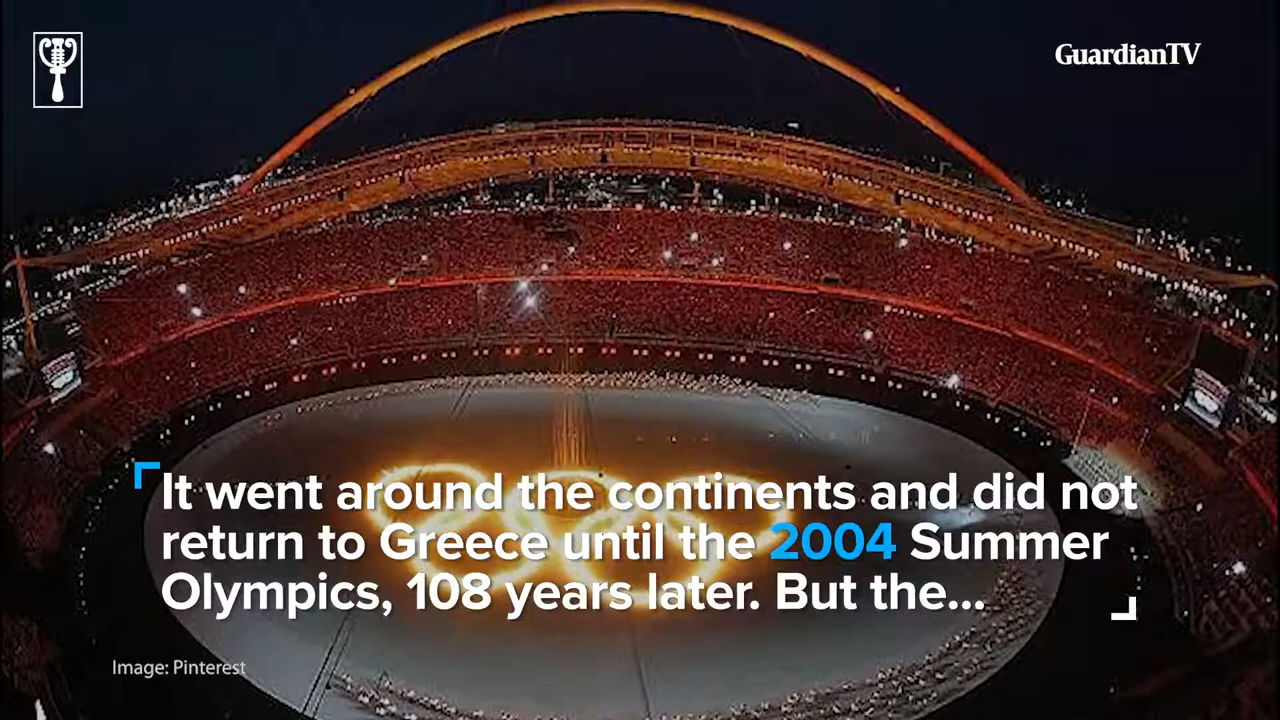 GuardianTV
It went around the continents and did not
return to Greece until the 2004 Summer
Olympics, 108 years later. But the...
Image: Pinterest